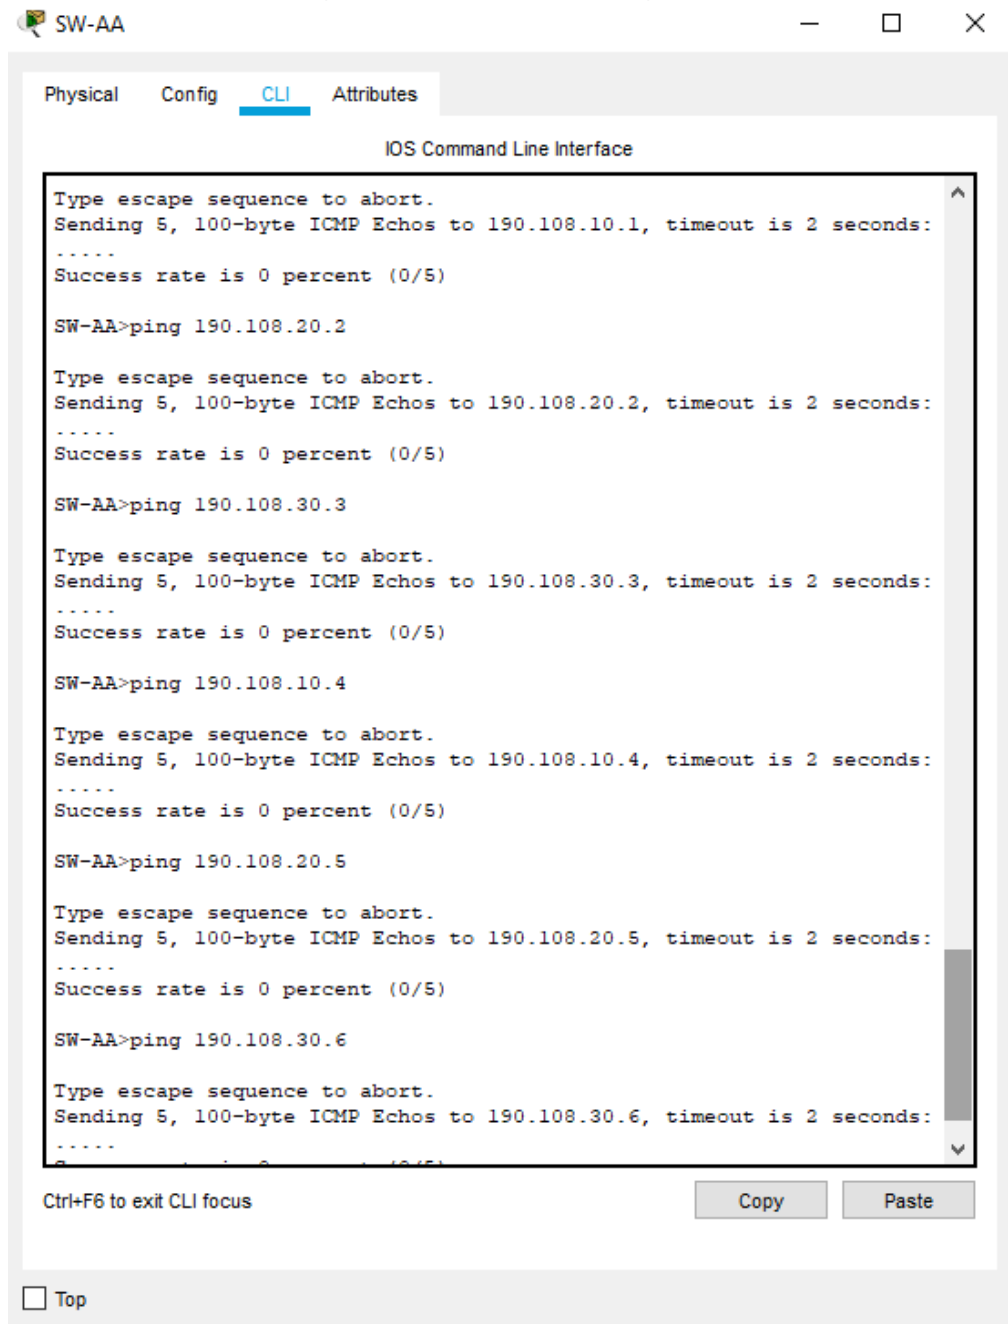 SW-AA
Physical Config CLI Attributes
IOS Command Line Interface
Type escape sequence to abort.
Sending 5, 100-byte ICMP Echos to 190.108.10.1, timeout is 2 seconds:
.....
Success rate is 0 percent (0/5)
SW-AA>ping 190.108.20.2
Type escape sequence to abort.
Sending 5, 100-byte ICMP Echos to 190.108.20.2, timeout is 2 seconds:
.....
Success rate is 0 percent (0/5)
SW-AA>ping 190.108.30.3
Type escape sequence to abort.
Sending 5, 100-byte ICMP Echos to 190.108.30.3, timeout is 2 seconds:
.....
Success rate is 0 percent (0/5)
SW-AA>ping 190.108.10.4
Type escape sequence to abort.
Sending 5, 100-byte ICMP Echos to 190.108.10.4, timeout is 2 seconds:
.....
Success rate is 0 percent (0/5)
SW-AA>ping 190.108.20.5
Type escape sequence to abort.
Sending 5, 100-byte ICMP Echos to 190.108.20.5, timeout is 2 seconds:
.....
Success rate is 0 percent (0/5)
SW-AA>ping 190.108.30.6
Type escape sequence to abort.
Sending 5, 100-byte ICMP Echos to 190.108.30.6, timeout is 2 seconds:
.....
Ctrl+F6 to exit CLI focus
Copy Paste
Top